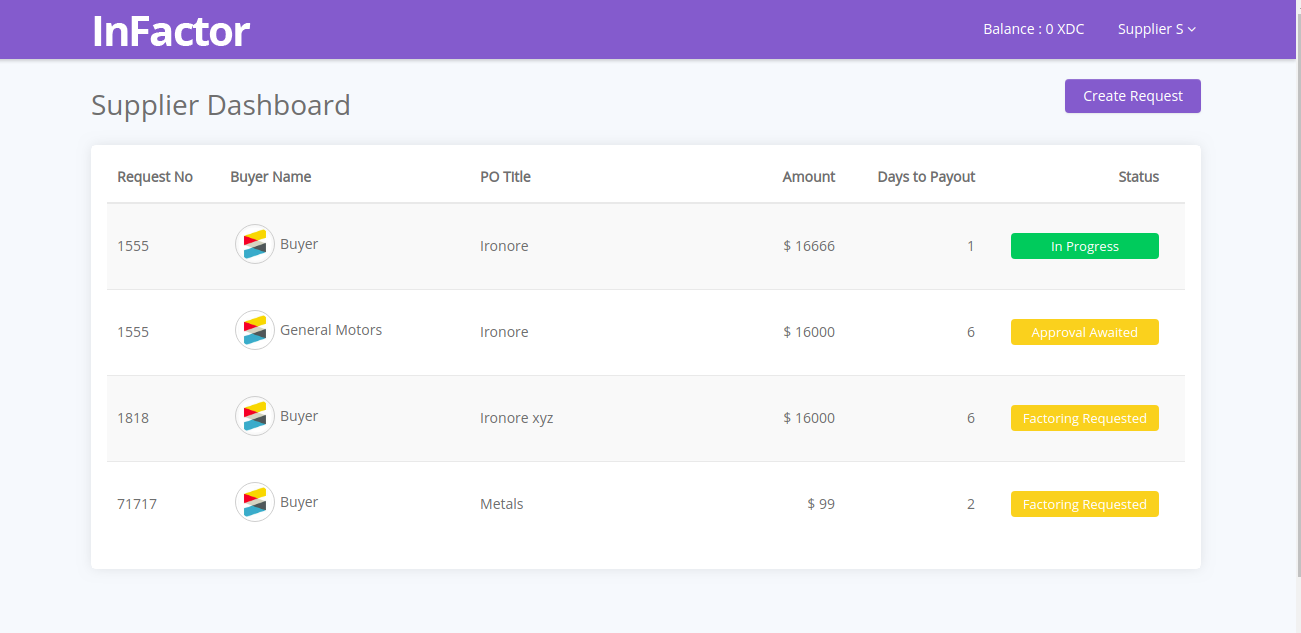 InFactor
Balance : 0 XDC Supplier S
Supplier Dashboard
Create Request
Request No Buyer Name PO Title Amount Days to Payout Status
1555 Buyer Ironore $ 16666 1 In Progress
1555 General Motors Ironore $ 16000 6 Approval Awaited
1818 Buyer Ironore xyz $ 16000 6 Factoring Requested
71717 Buyer Metals $ 99 2 Factoring Requested